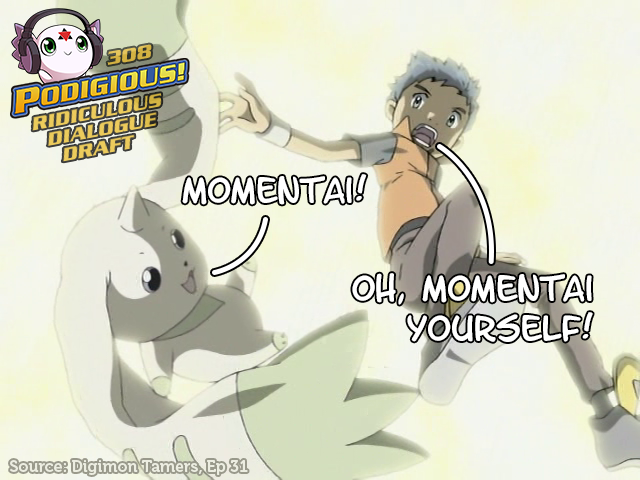 308
PODIGIOUS!
RIDICULOUS
DIALOGUE
DRAFT
MOMENTAI!
OH, MOMENTAI
YOURSELF!
Source: Digimon Tamers, Ep 31